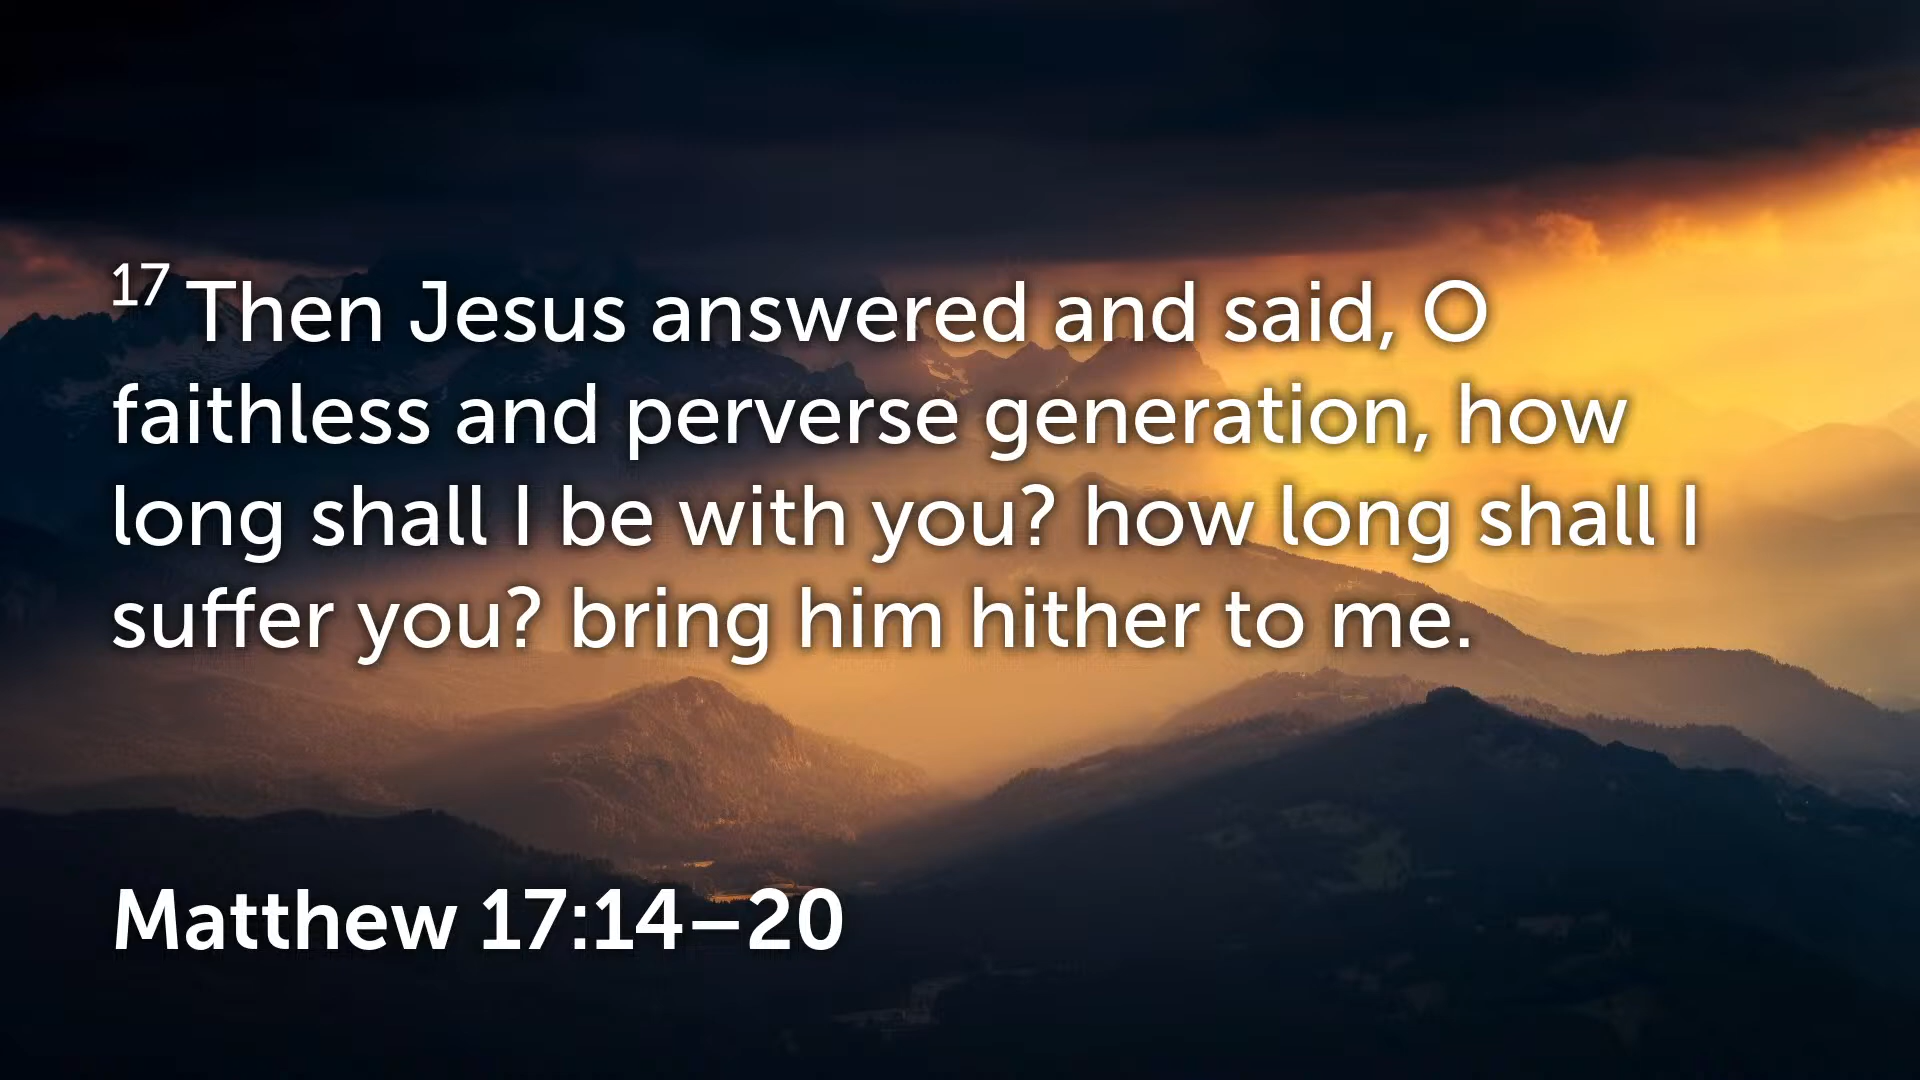 17 Then Jesus answered and said, O
faithless and perverse generation, how
long shall I be with you? how long shall I
suffer you? bring him hither to me.
Matthew 17:14–20